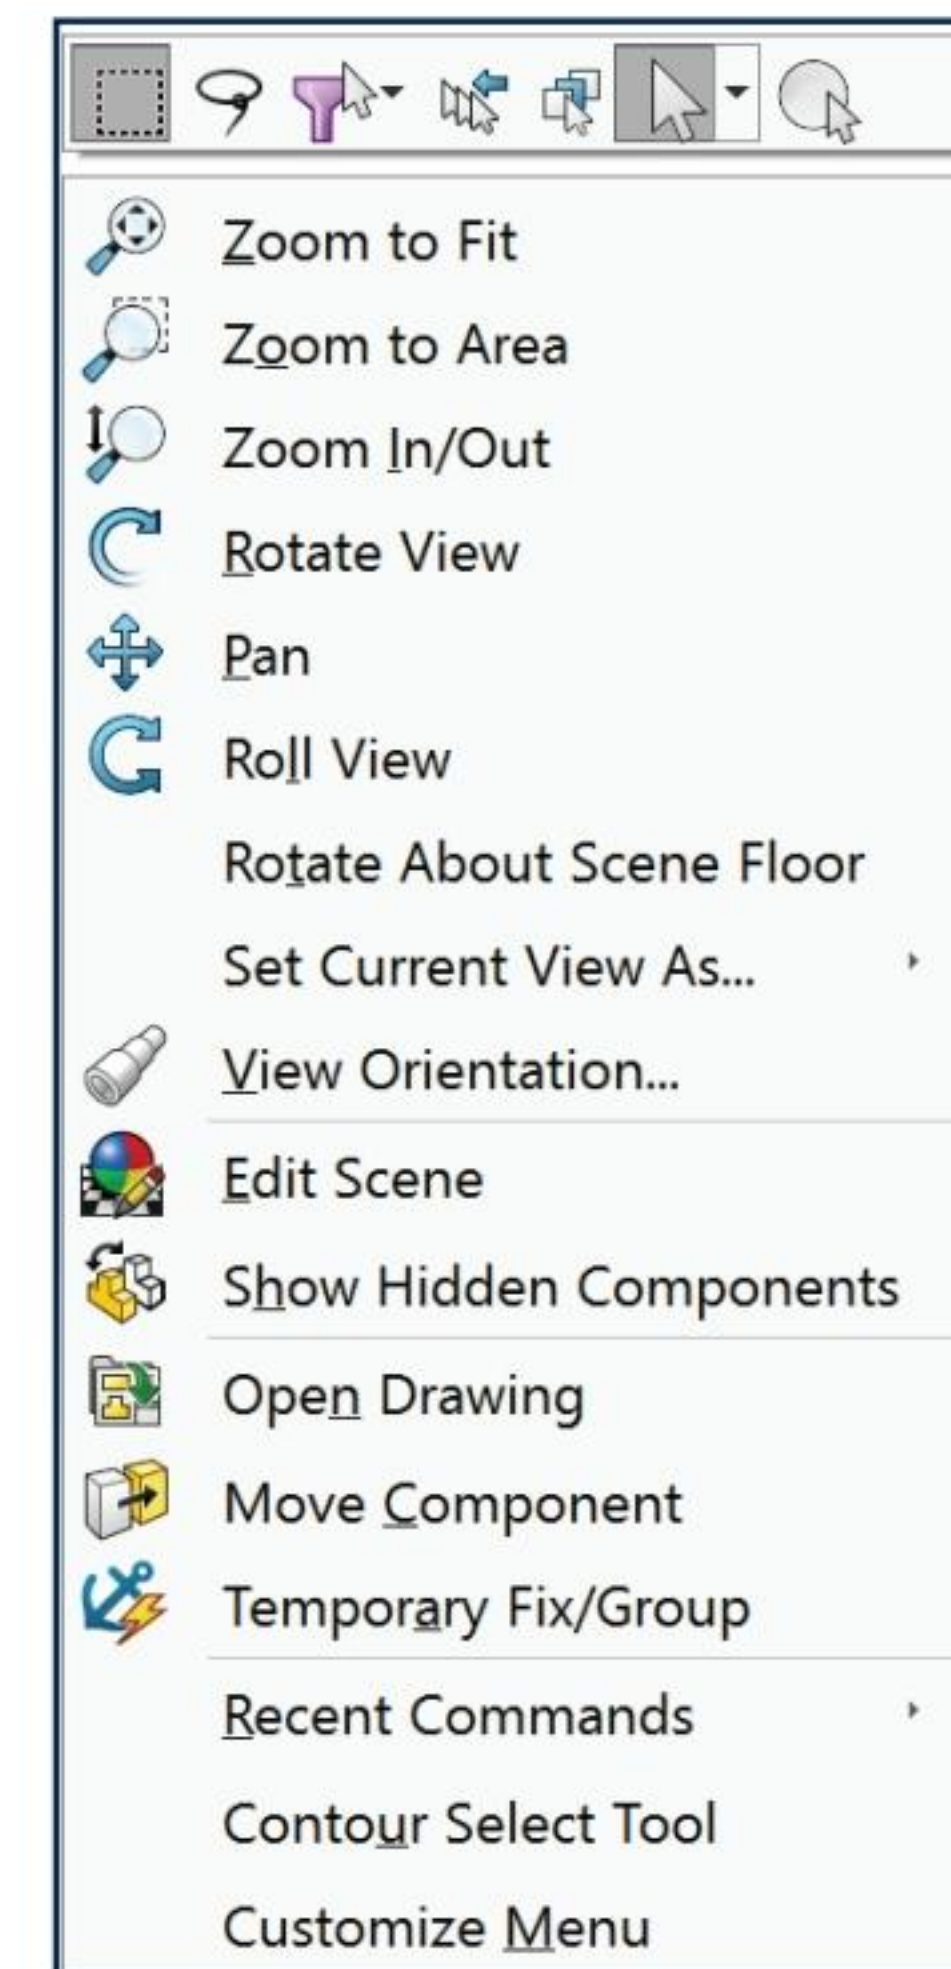 Zoom to Fit
Zoom to Area
Zoom In/Out
Rotate View
Pan
Roll View
Rotate About Scene Floor
Set Current View As...
View Orientation...
Edit Scene
Show Hidden Components
Open Drawing
Move Component
Temporary Fix/Group
Recent Commands
Contour Select Tool
Customize Menu